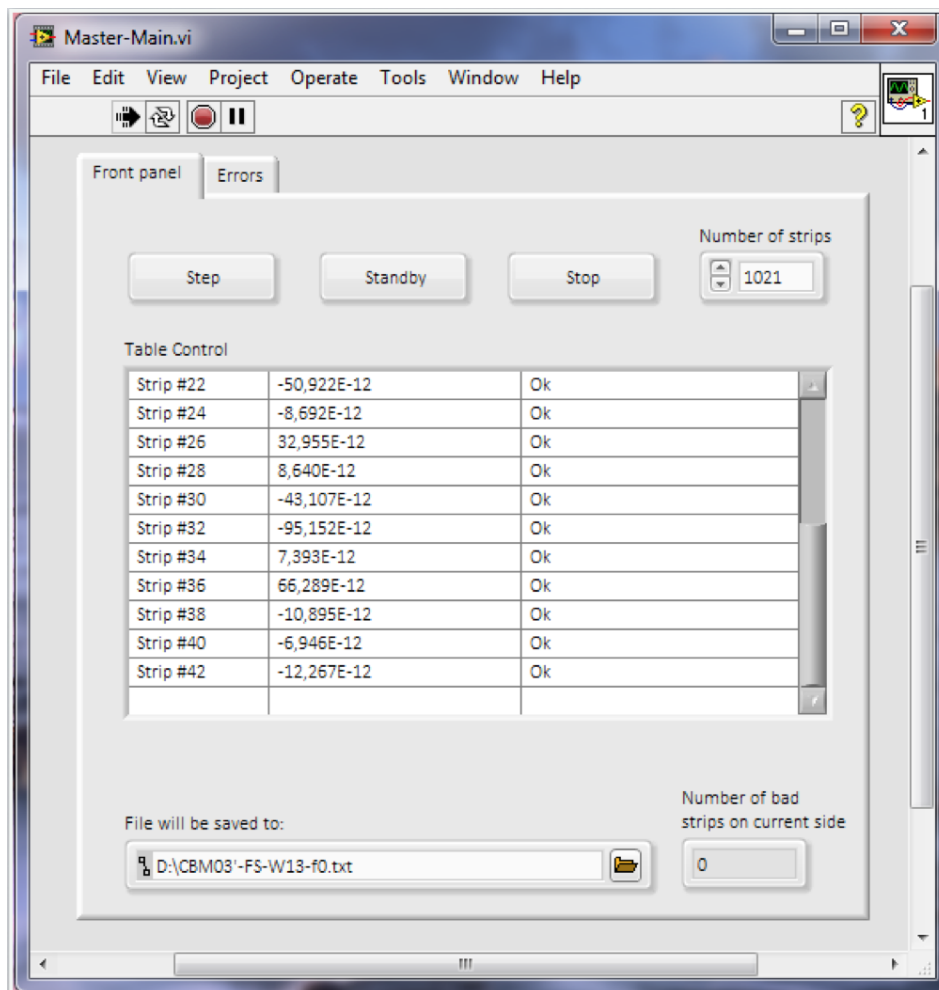 Master-Main.vi
File Edit View Project Operate Tools Window Help
1
Front panel Errors
Number of strips
Step Standby Stop 1021
Table Control
Strip #22 -50,922E-12 Ok
Strip #24 -8,692E-12 Ok
Strip #26 32,955E-12 Ok
Strip #28 8,640E-12 Ok
Strip #30 -43,107E-12 Ok
Strip #32 -95,152E-12 Ok
Strip #34 7,393E-12 Ok
Strip #36 66,289E-12 Ok
Strip #38 -10,895E-12 Ok
Strip #40 -6,946E-12 Ok
Strip #42 -12,267E-12 Ok
Number of bad
File will be saved to: strips on current side
D:\CBM03'-FS-W13-f0.txt 0